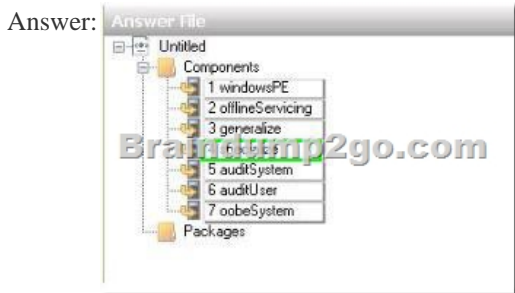 Answer:
Answer File
Untitled
Components
1 windowsPE
2 offlineServicing
3 generalize
Braindump2go.com
5 auditSystem
6 auditUser
7 oobeSystem
Packages